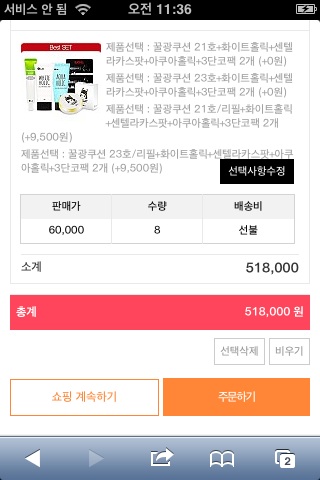 서비스 안 됨 오전 11:36
Best SET
제품선택 : 꿀광쿠션 21호+화이트홀릭+센텔
라카스팟+아쿠아홀릭+3단코팩 2개 (+0원)
제품선택 : 꿀광쿠션 23호+화이트홀릭+센텔
라카스팟+아쿠아홀릭+3단코팩 2개 (+0원)
제품선택 : 꿀광쿠션 21호/리필+화이트홀릭
+센텔라카스팟+아쿠아홀릭+3단코팩 2개
(+9,500원)
제품선택 : 꿀광쿠션 23호/리필+화이트홀릭+센텔라카스팟+아쿠
아홀릭+3단코팩 2개 (+9,500원)
선택사항수정
판매가 수량 배송비
60,000 8 선불
소계 518,000
총계 518,000 원
선택삭제 비우기
쇼핑 계속하기 주문하기
2